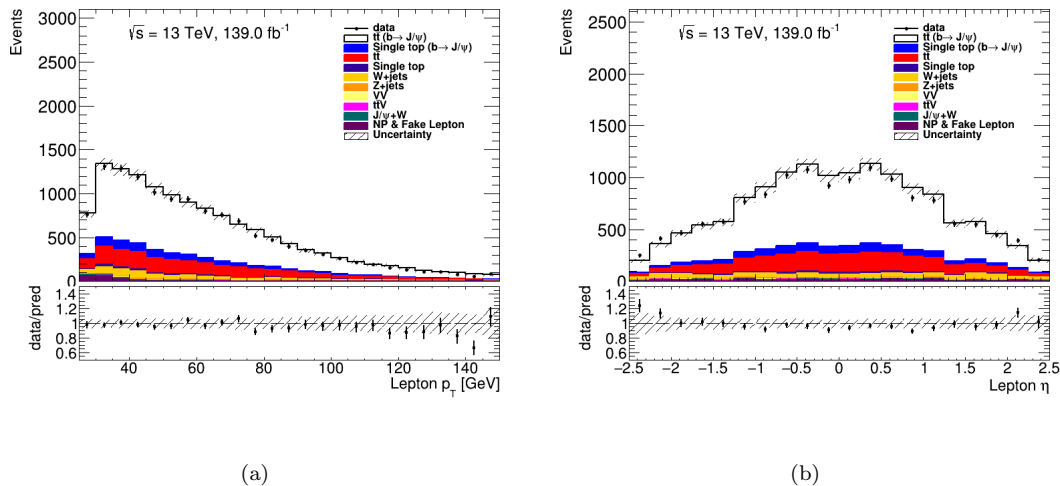 Events
3000
2500
2000
1500
1000
500
0
√s = 13 TeV, 139.0 fb⁻¹
data
tt̄ (b→ J/ψ)
Single top (b→ J/ψ)
tt̄
Single top
W+jets
Z+jets
VV
tt̄V
J/ψ+W
NP & Fake Lepton
Uncertainty
data/pred
1.4
1.2
1
0.8
0.6
40 60 80 100 120 140
Lepton p_T [GeV]
(a)
Events
2500
2000
1500
1000
500
0
√s = 13 TeV, 139.0 fb⁻¹
data
tt̄ (b→ J/ψ)
Single top (b→ J/ψ)
tt̄
Single top
W+jets
Z+jets
VV
tt̄V
J/ψ+W
NP & Fake Lepton
Uncertainty
data/pred
1.4
1.2
1
0.8
0.6
−2.5 −2 −1.5 −1 −0.5 0 0.5 1 1.5 2 2.5
Lepton η
(b)